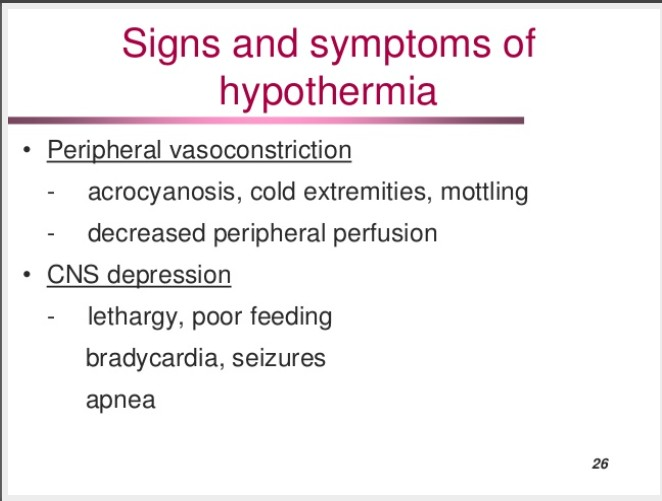 Signs and symptoms of
hypothermia
• Peripheral vasoconstriction
- acrocyanosis, cold extremities, mottling
- decreased peripheral perfusion
• CNS depression
- lethargy, poor feeding
bradycardia, seizures
apnea
26